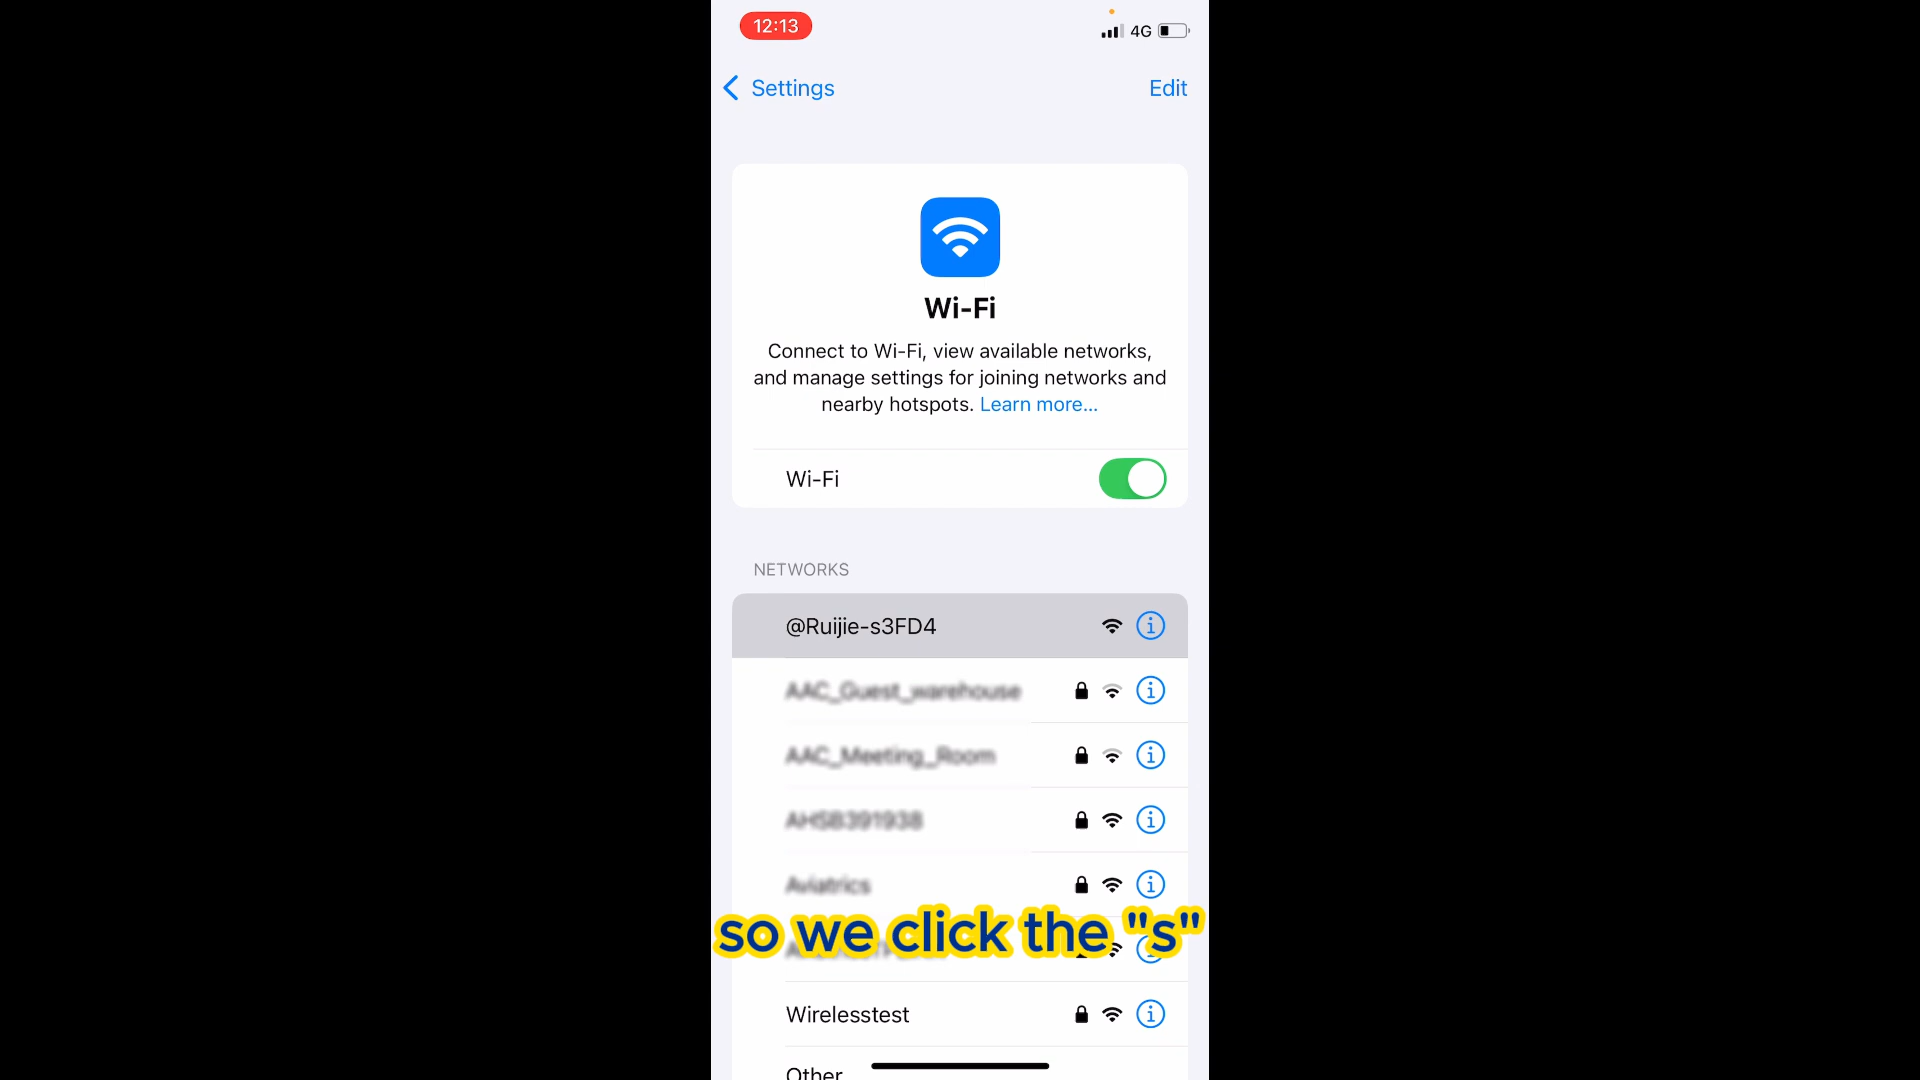 12:13
4G
Settings
Edit
Wi-Fi
Connect to Wi-Fi, view available networks,
and manage settings for joining networks and
nearby hotspots. Learn more...
Wi-Fi
NETWORKS
@Ruijie-s3FD4
AAC_Guest_warehouse
AAC_Meeting_Room
AHSB391938
Aviatrics
so we click the "s"
Wirelesstest
Other